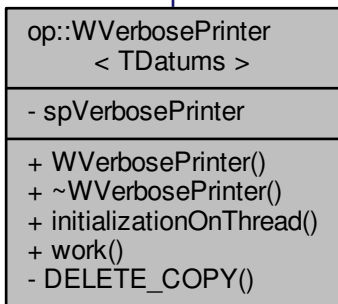 op::WVerbosePrinter
< TDatums >
- spVerbosePrinter
+ WVerbosePrinter()
+ ~WVerbosePrinter()
+ initializationOnThread()
+ work()
- DELETE_COPY()